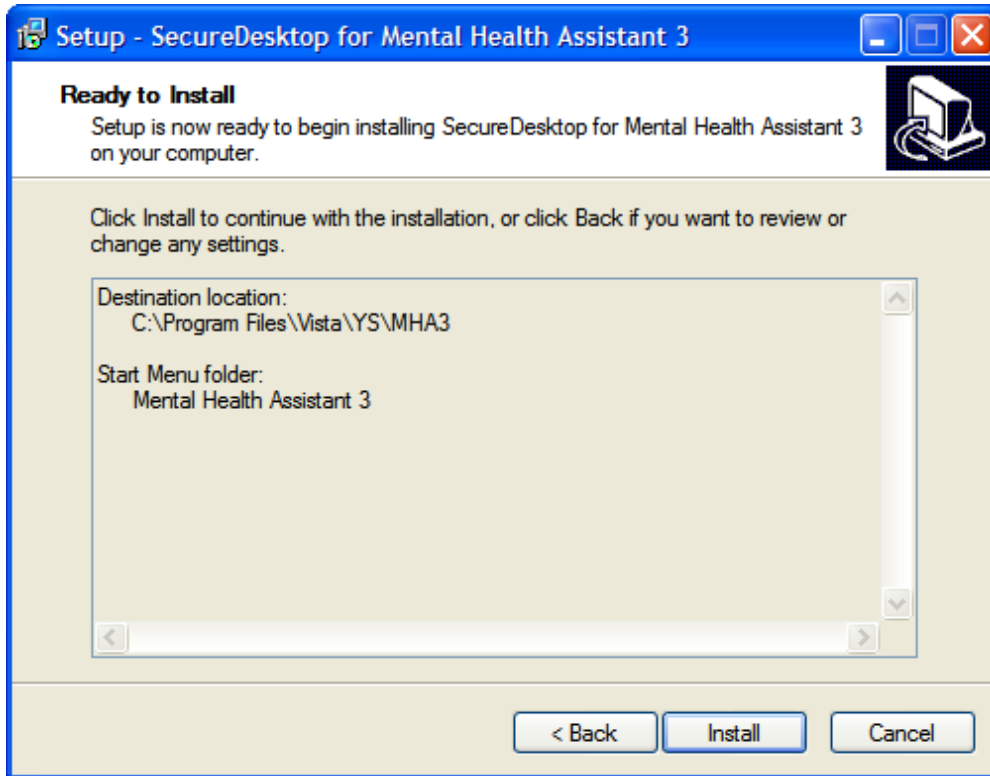 Setup - SecureDesktop for Mental Health Assistant 3
Ready to Install
Setup is now ready to begin installing SecureDesktop for Mental Health Assistant 3
on your computer.
Click Install to continue with the installation, or click Back if you want to review or
change any settings.
Destination location:
C:\Program Files\Vista\YS\MHA3
Start Menu folder:
Mental Health Assistant 3
< Back
Install
Cancel